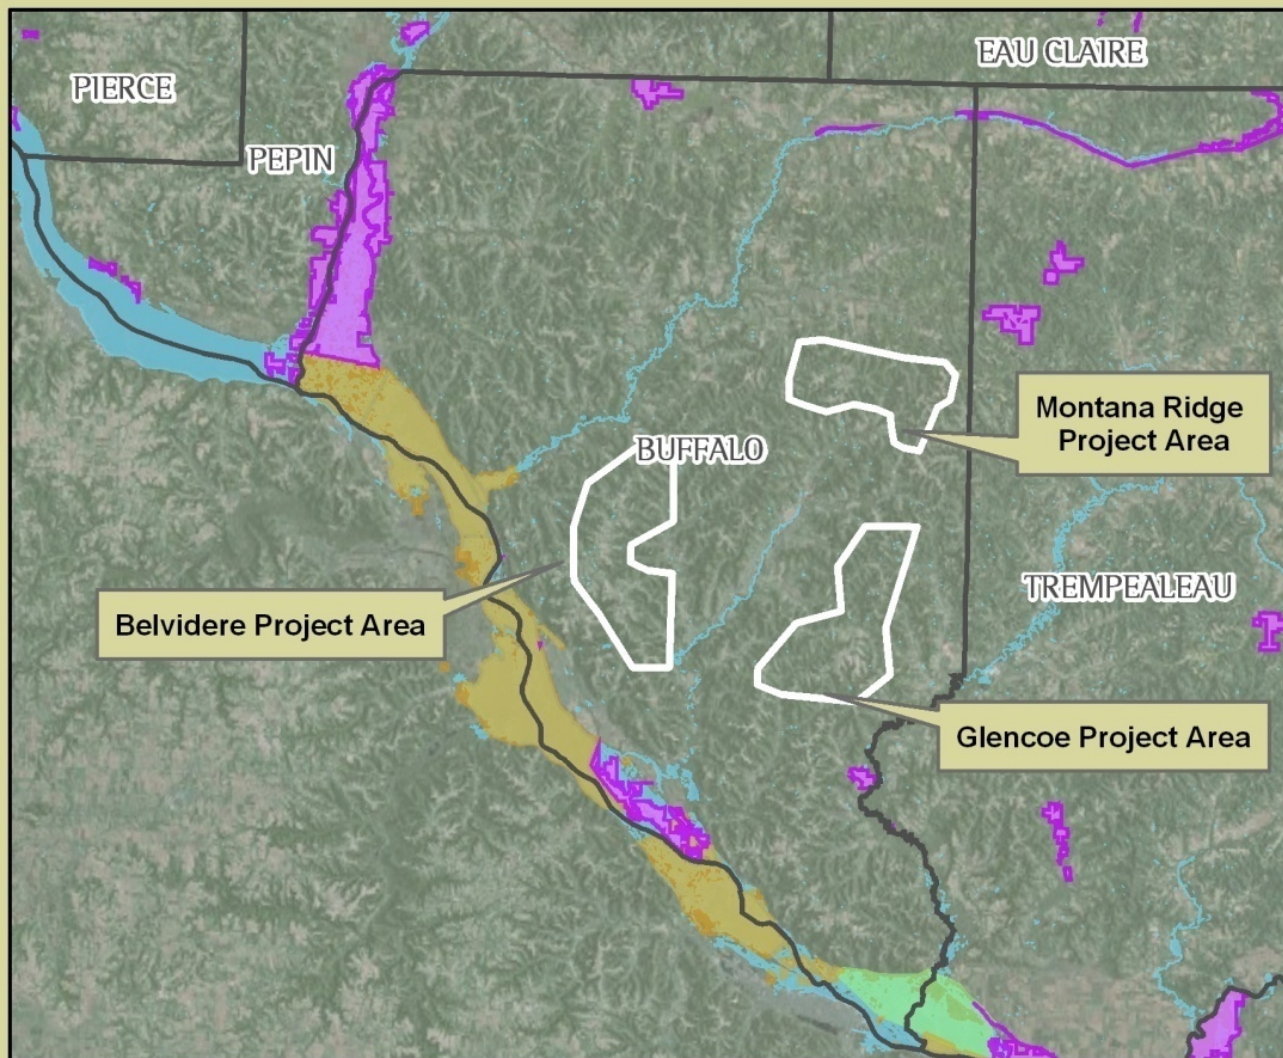 EAU CLAIRE
PIERCE
PEPIN
Montana Ridge
Project Area
BUFFALO
TREMPEALEAU
Belvidere Project Area
Glencoe Project Area